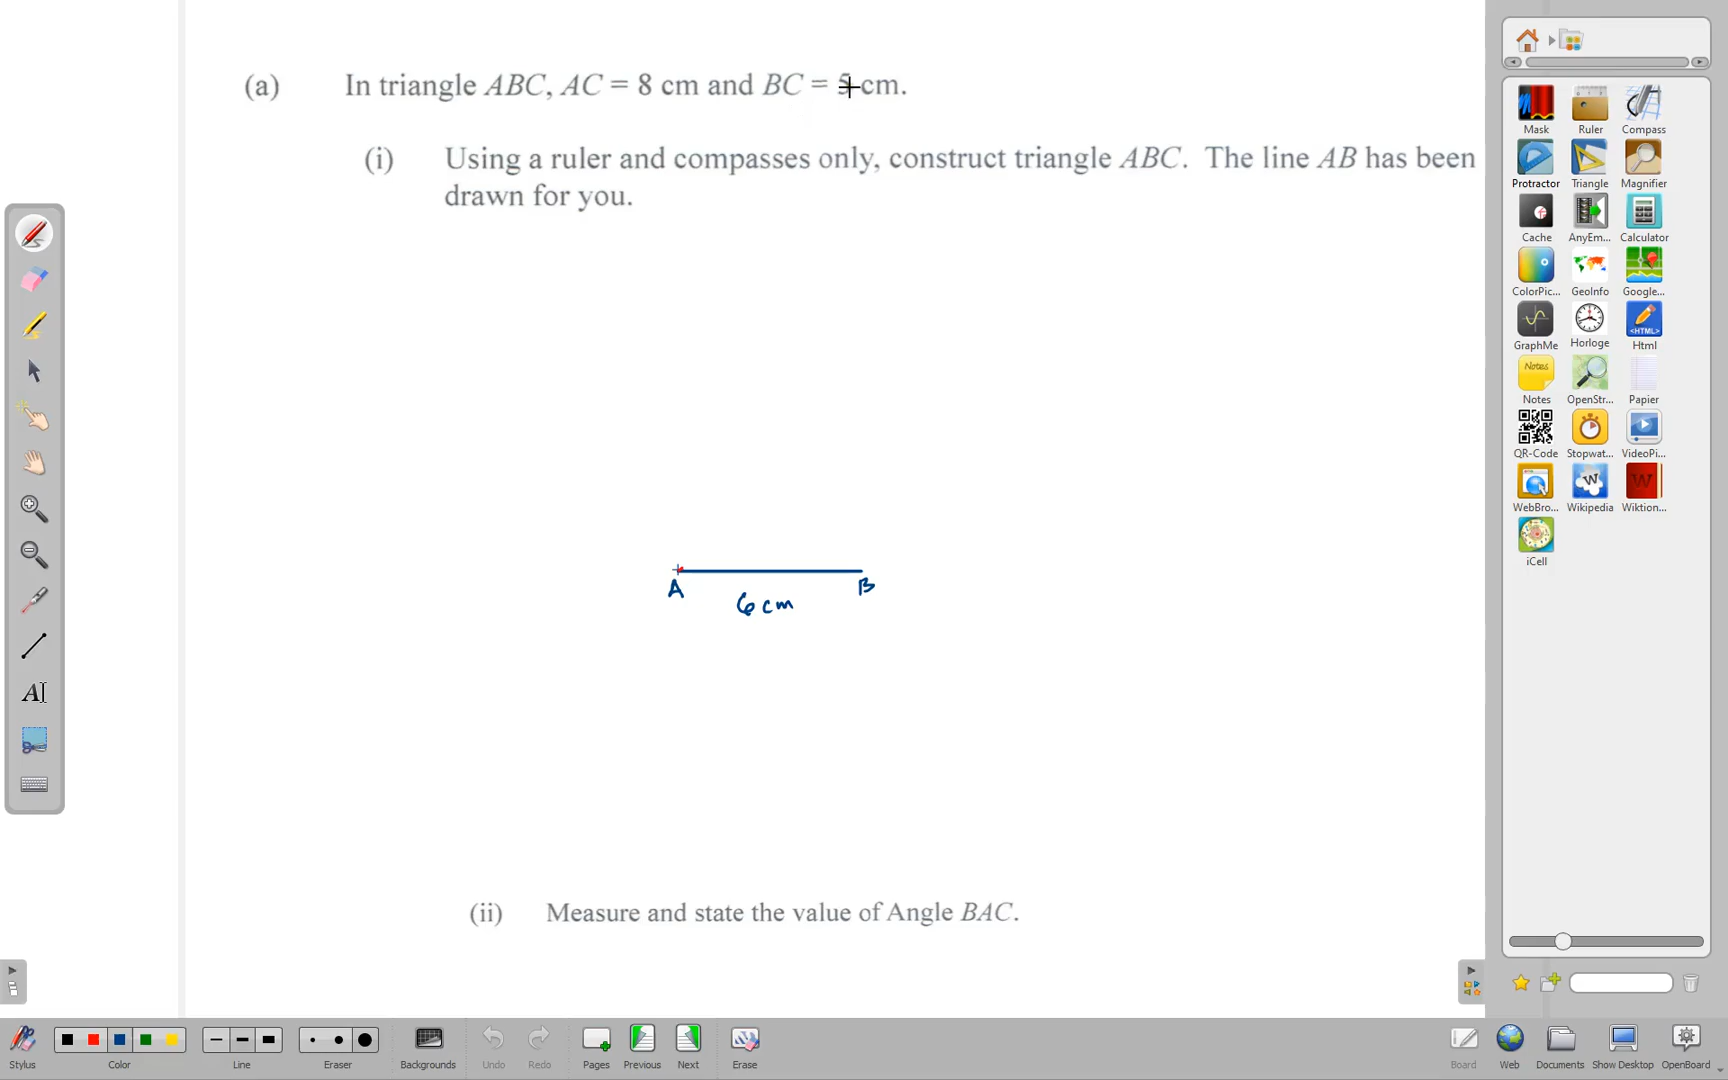 (a) In triangle ABC, AC = 8 cm and BC = 5 cm.
(i) Using a ruler and compasses only, construct triangle ABC. The line AB has been
drawn for you.
A B
6 cm
(ii) Measure and state the value of Angle BAC.
Mask Ruler Compass
Protractor Triangle Magnifier
Cache AnyEm... Calculator
ColorPic... GeoInfo Google...
GraphMe Horloge Html
<HTML>
Notes
Notes OpenStr... Papier
QR-Code Stopwat... VideoPi...
W W
WebBro... Wikipedia Wiktion...
iCell
A
Stylus Color Line Eraser Backgrounds Undo Redo Pages Previous Next Erase Board Web Documents Show Desktop OpenBoard